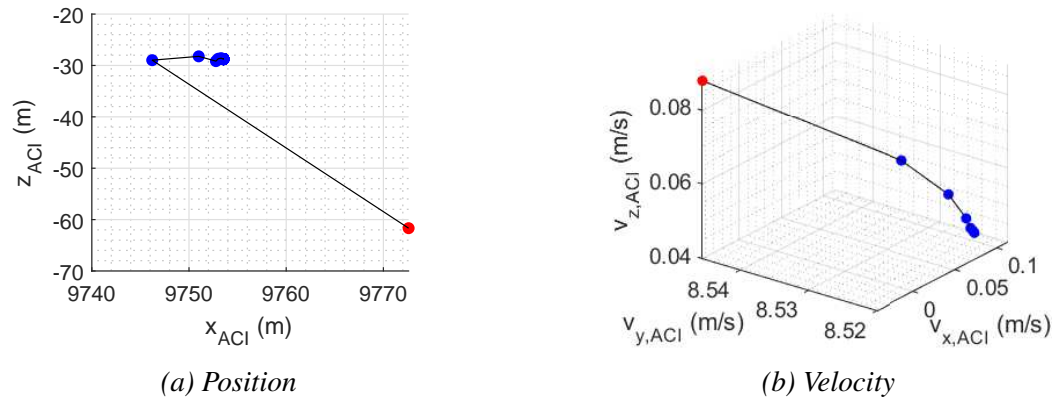 -20
-30
-40
-50
-60
-70
z_ACI (m)
9740 9750 9760 9770
x_ACI (m)
(a) Position
0.08
0.06
0.04
v_z,ACI (m/s)
8.54 8.53 8.52
v_y,ACI (m/s)
0 0.05 0.1
v_x,ACI (m/s)
(b) Velocity